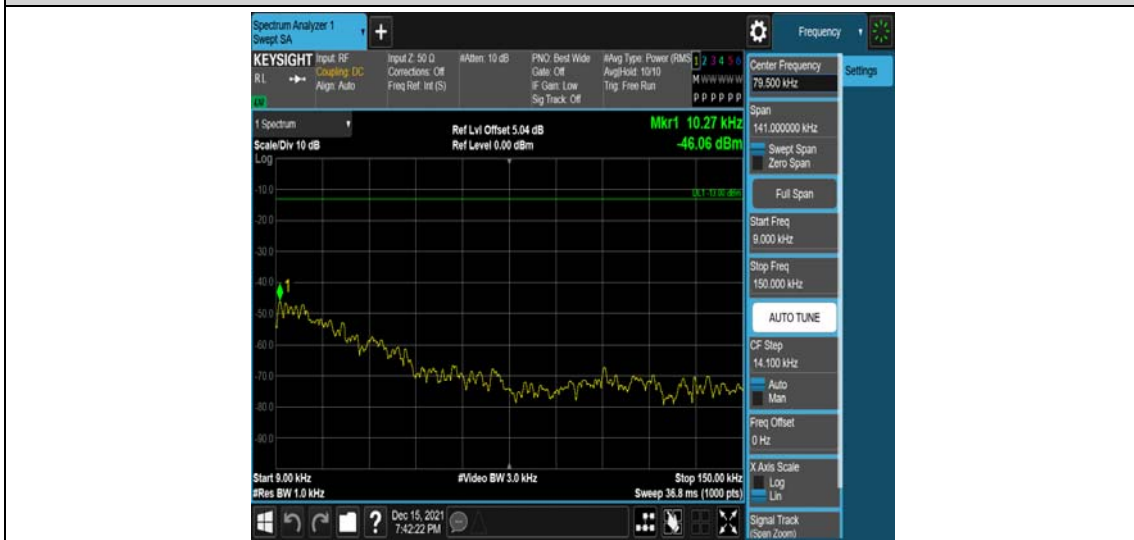 Spectrum Analyzer 1
Swept SA
+
Frequency
KEYSIGHT
RL
Input: RF
Coupling: DC
Align: Auto
Input Z: 50 Ω
Corrections: Off
Freq Ref: Int (S)
#Atten: 10 dB
PNO: Best Wide
Gate: Off
IF Gain: Low
Sig Track: Off
#Avg Type: Power (RMS
Avg|Hold: 10/10
Trig: Free Run
1 2 3 4 5 6
M W W W W W
P P P P P P
1 Spectrum
Scale/Div 10 dB
Ref Lvl Offset 5.04 dB
Ref Level 0.00 dBm
Mkr1 10.27 kHz
-46.06 dBm
Log
DL1 -13.00 dBm
-10.0
-20.0
-30.0
-40.0
1
-50.0
-60.0
-70.0
-80.0
-90.0
Start 9.00 kHz
#Video BW 3.0 kHz
Stop 150.00 kHz
#Res BW 1.0 kHz
Sweep 36.8 ms (1000 pts)
?
Dec 15, 2021
7:42:22 PM
Center Frequency
79.500 kHz
Settings
Span
141.000000 kHz
Swept Span
Zero Span
Full Span
Start Freq
9.000 kHz
Stop Freq
150.000 kHz
AUTO TUNE
CF Step
14.100 kHz
Auto
Man
Freq Offset
0 Hz
X Axis Scale
Log
Lin
Signal Track
(Span Zoom)